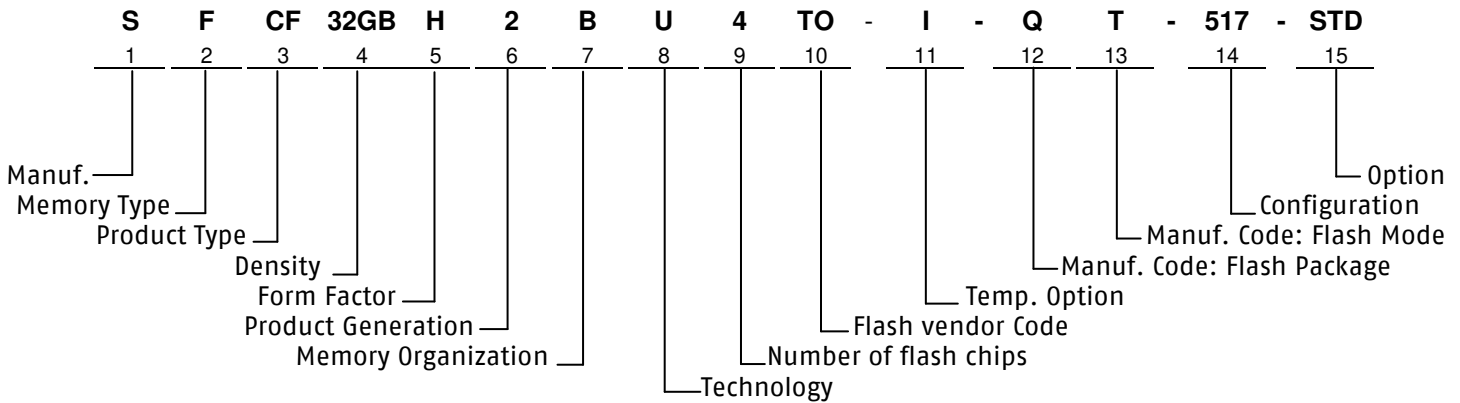 S F CF 32GB H 2 B U 4 TO - I - Q T - 517 - STD
1 2 3 4 5 6 7 8 9 10 11 12 13 14 15
Manuf. Option
Memory Type Configuration
Product Type Manuf. Code: Flash Mode
Density Manuf. Code: Flash Package
Form Factor Temp. Option
Product Generation Flash vendor Code
Memory Organization Number of flash chips
Technology